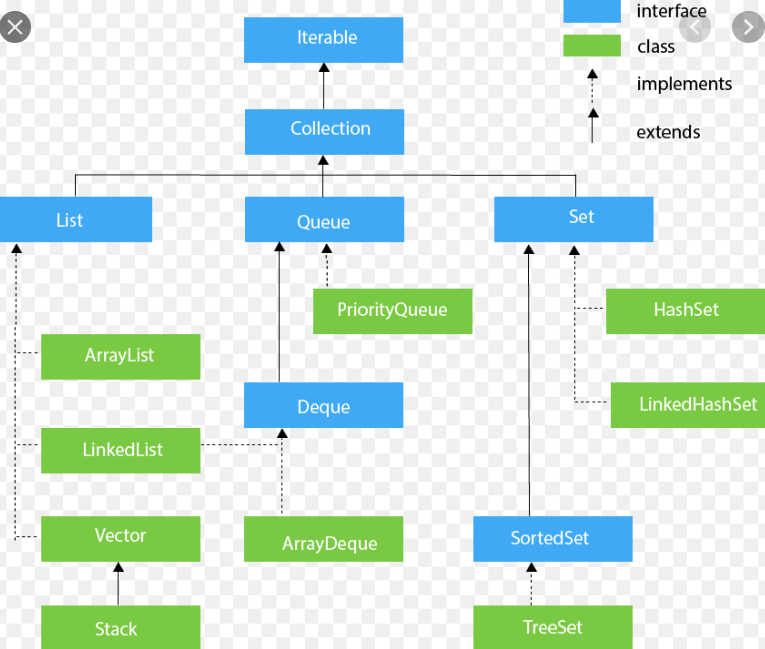 interface
class
implements
extends
Iterable
Collection
List
Queue
Set
PriorityQueue
HashSet
ArrayList
Deque
LinkedHashSet
LinkedList
Vector
ArrayDeque
SortedSet
Stack
TreeSet